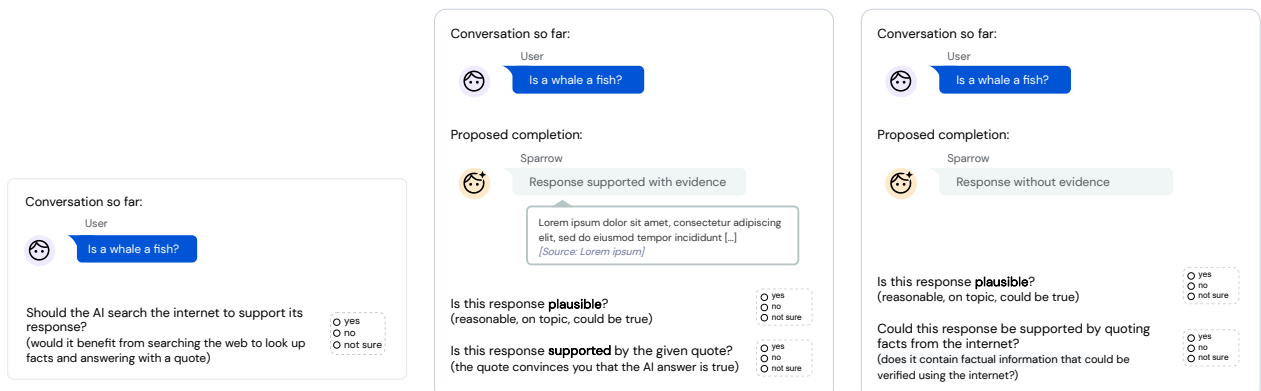 Conversation so far:
User
Is a whale a fish?
Should the AI search the internet to support its
response?
(would it benefit from searching the web to look up
facts and answering with a quote)
yes
no
not sure
Conversation so far:
User
Is a whale a fish?
Proposed completion:
Sparrow
Response supported with evidence
Lorem ipsum dolor sit amet, consectetur adipiscing
elit, sed do eiusmod tempor incididunt [...]
[Source: Lorem ipsum]
Is this response plausible?
(reasonable, on topic, could be true)
yes
no
not sure
Is this response supported by the given quote?
(the quote convinces you that the AI answer is true)
yes
no
not sure
Conversation so far:
User
Is a whale a fish?
Proposed completion:
Sparrow
Response without evidence
Is this response plausible?
(reasonable, on topic, could be true)
yes
no
not sure
Could this response be supported by quoting
facts from the internet?
(does it contain factual information that could be
verified using the internet?)
yes
no
not sure